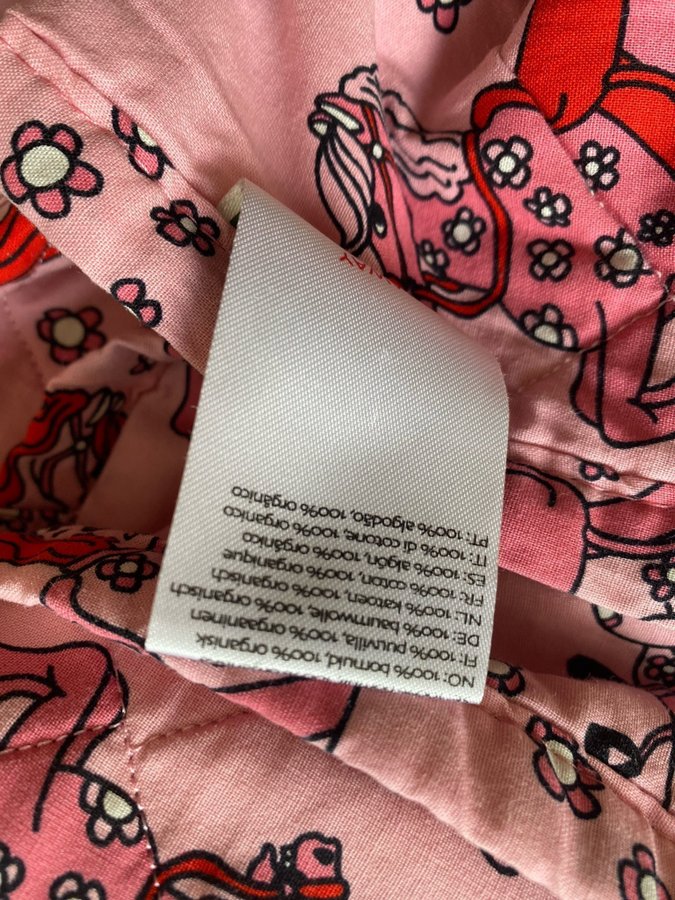 NO: 100% bomuld, 100% organisk
FI: 100% puuvilla, 100% orgaaninen
DE: 100% baumwolle, 100% organisch
NL: 100% katoen, 100% organisch
FR: 100% coton, 100% organique
ES: 100% algón, 100% orgânico
IT: 100% di cotone, 100% orgânico
PT: 100% algodão, 100% orgânico